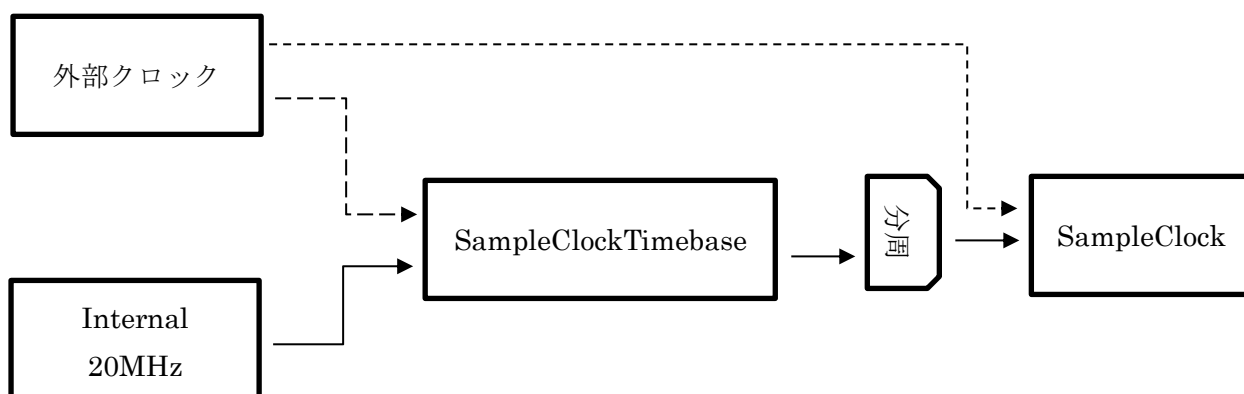 外部クロック
SampleClockTimebase
分周
SampleClock
Internal
20MHz